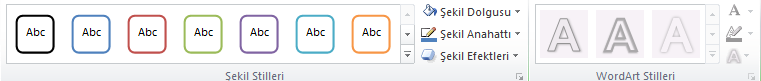 Abc Abc Abc Abc Abc Abc Abc
Şekil Dolgusu
Şekil Anahattı
Şekil Efektleri
A A A A
A
A
Şekil Stilleri
WordArt Stilleri